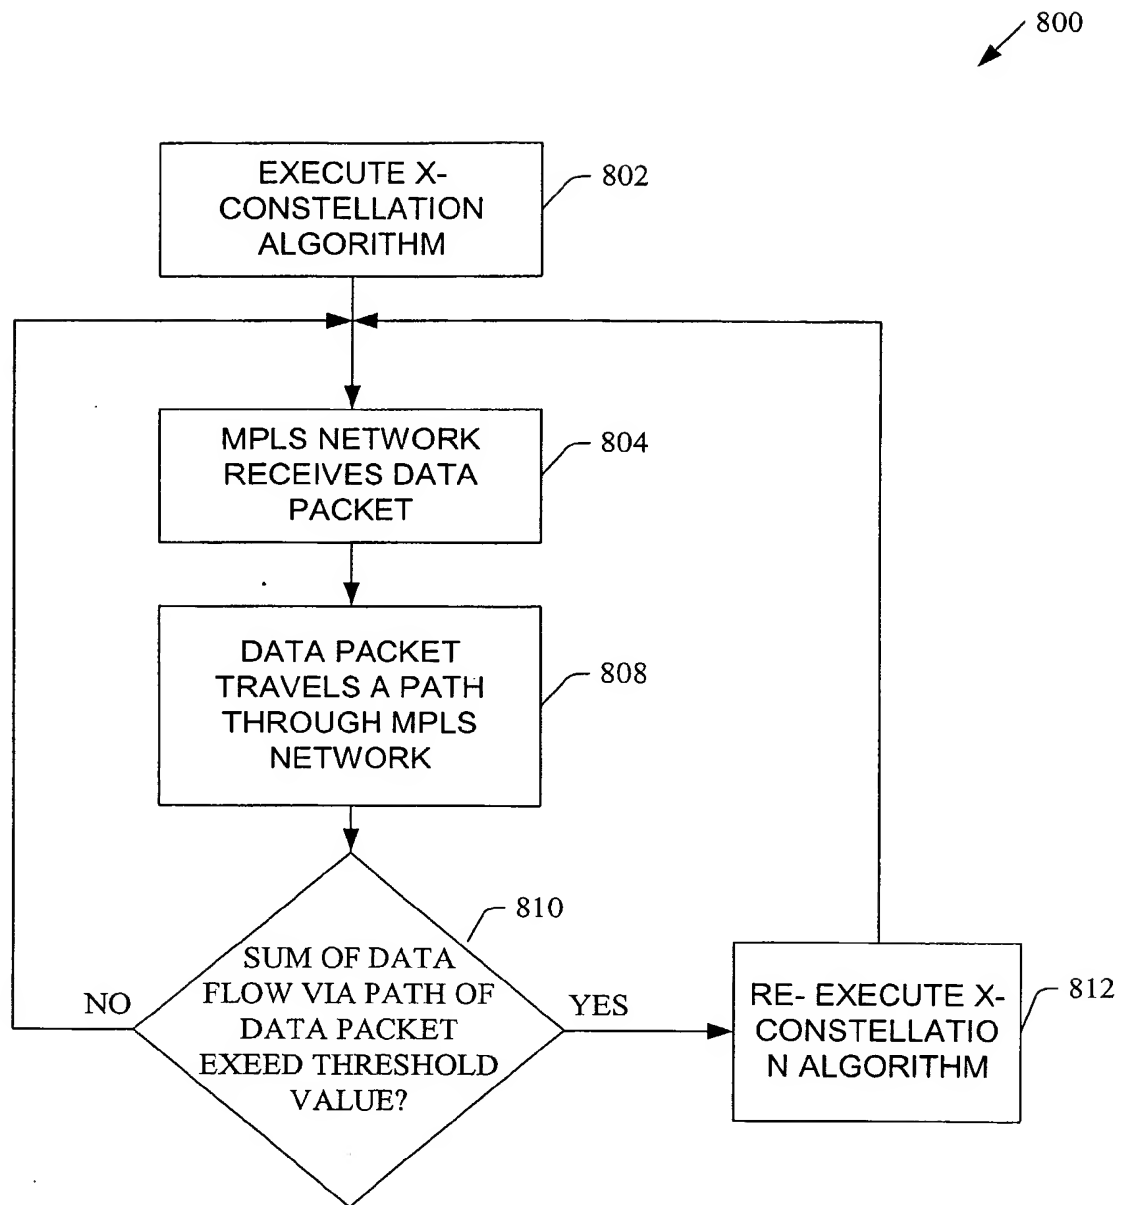 800
EXECUTE X-
CONSTELLATION
ALGORITHM
802
MPLS NETWORK
RECEIVES DATA
PACKET
804
DATA PACKET
TRAVELS A PATH
THROUGH MPLS
NETWORK
808
810
SUM OF DATA
FLOW VIA PATH OF
DATA PACKET
EXEED THRESHOLD
VALUE?
NO
YES
RE- EXECUTE X-
CONSTELLATIO
N ALGORITHM
812